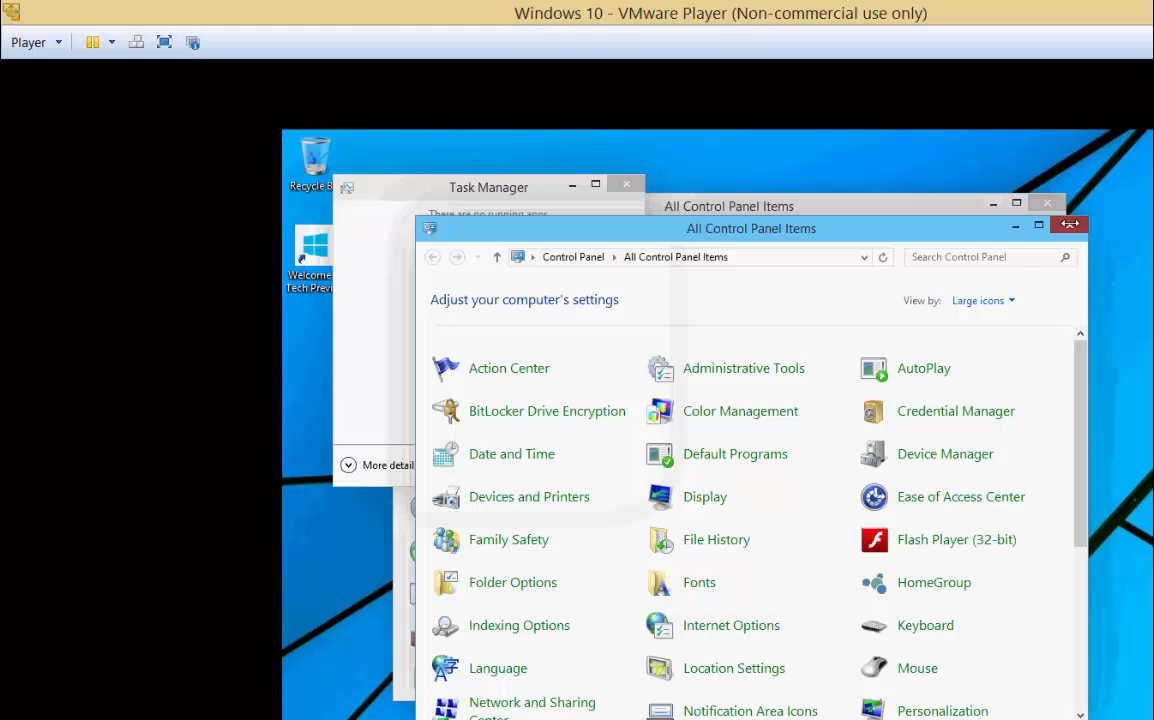 Windows 10 - VMware Player (Non-commercial use only)
Player
Recycle B
Task Manager
There are no running apps
All Control Panel Items
All Control Panel Items
Control Panel
All Control Panel Items
Search Control Panel
Welcome
Tech Previ
Adjust your computer's settings
View by: Large icons
Action Center
Administrative Tools
AutoPlay
BitLocker Drive Encryption
Color Management
Credential Manager
Date and Time
Default Programs
Device Manager
More detai
Devices and Printers
Display
Ease of Access Center
Family Safety
File History
Flash Player (32-bit)
Folder Options
Fonts
HomeGroup
Indexing Options
Internet Options
Keyboard
Language
Location Settings
Mouse
Network and Sharing
Center
Notification Area Icons
Personalization